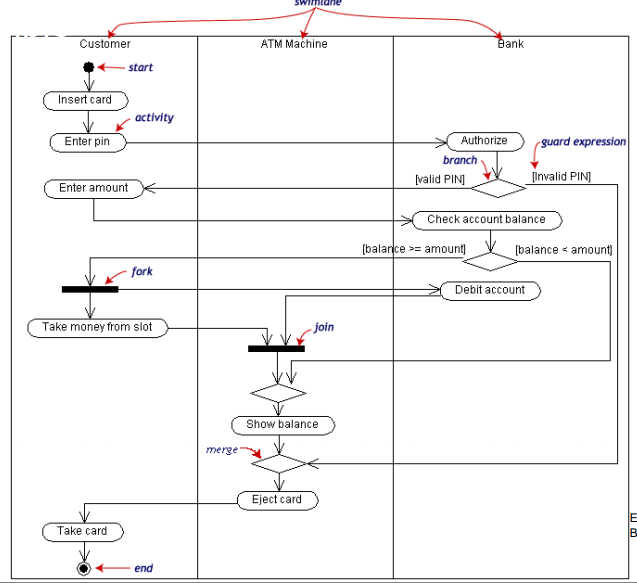 swimlane
Customer
ATM Machine
Bank
start
Insert card
activity
Enter pin
Authorize
guard expression
branch
[valid PIN]
[Invalid PIN]
Enter amount
Check account balance
[balance >= amount]
[balance < amount]
fork
Debit account
Take money from slot
join
Show balance
merge
Eject card
Take card
E
B
end